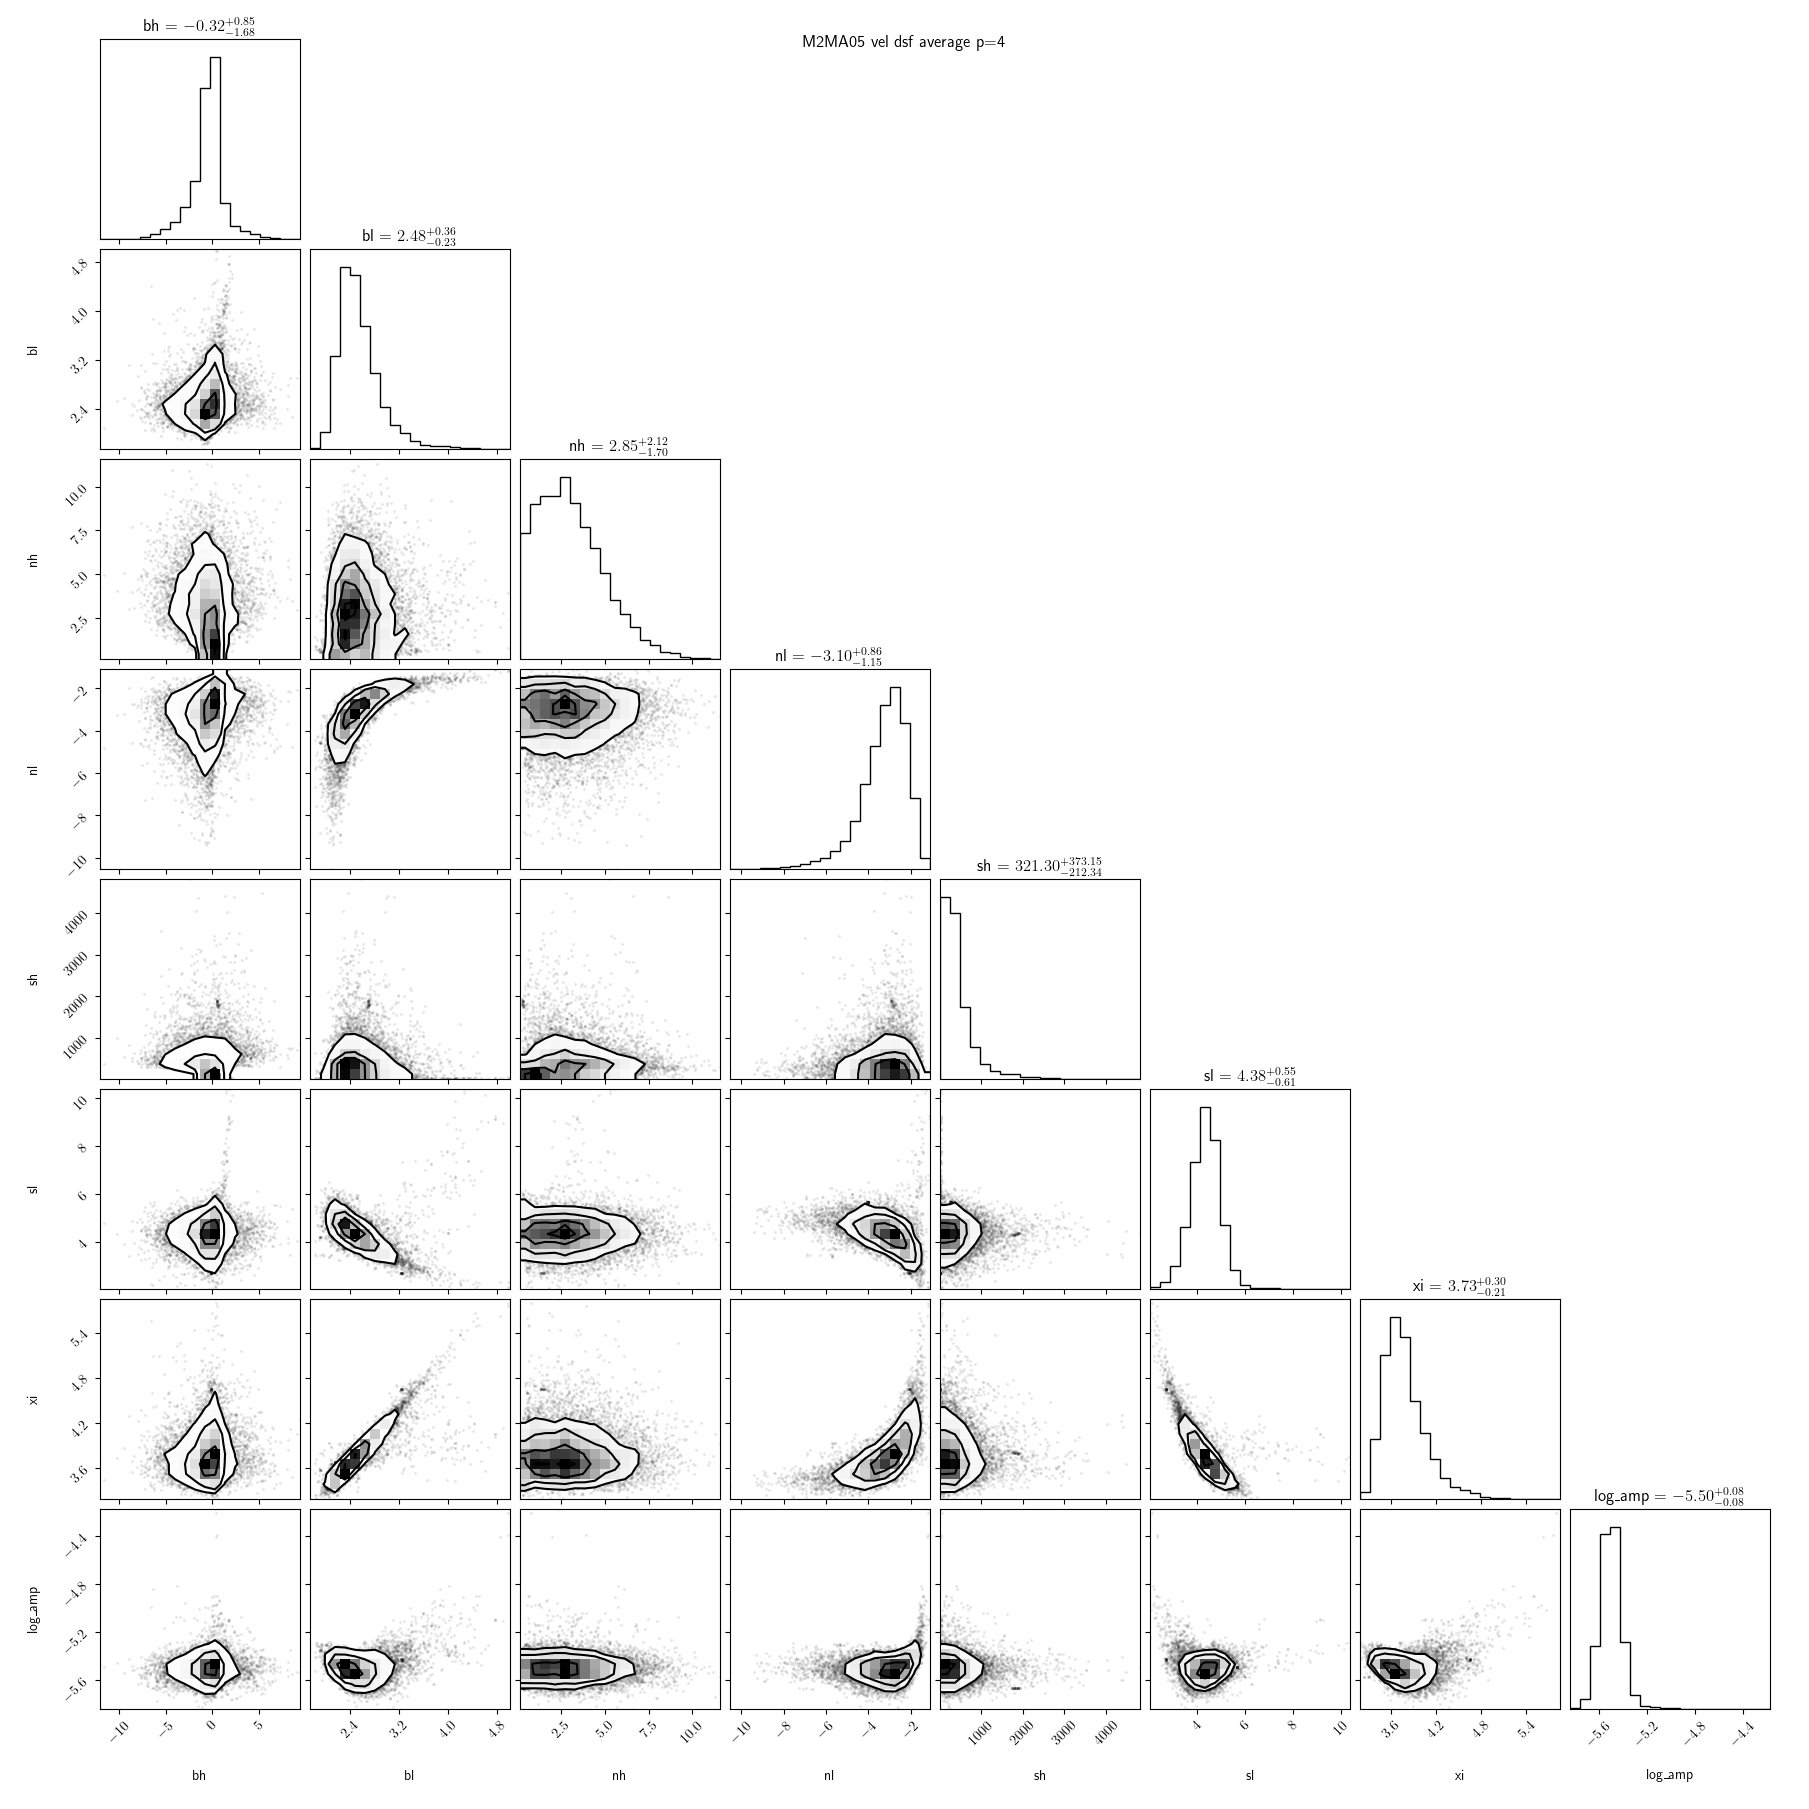 bh = −0.32+0.85−1.68
M2MA05 vel dsf average p=4
bl = 2.48+0.36−0.23
4.8
4.0
3.2
2.4
bl
nh = 2.85+2.12−1.70
10.0
7.5
5.0
2.5
nh
nl = −3.10+0.86−1.15
−2
−4
−6
−8
−10
nl
sh = 321.30+373.15−212.34
4000
3000
2000
1000
sh
sl = 4.38+0.55−0.61
10
8
6
4
sl
xi = 3.73+0.30−0.21
5.4
4.8
4.2
3.6
xi
log_amp = −5.50+0.08−0.08
−4.4
−4.8
−5.2
−5.6
log_amp
−10 −5 0 5 2.4 3.2 4.0 4.8 2.5 5.0 7.5 10.0 −10 −8 −6 −4 −2 1000 2000 3000 4000 4 6 8 10 3.6 4.2 4.8 5.4 −5.6 −5.2 −4.8 −4.4
bh bl nh nl sh sl xi log_amp